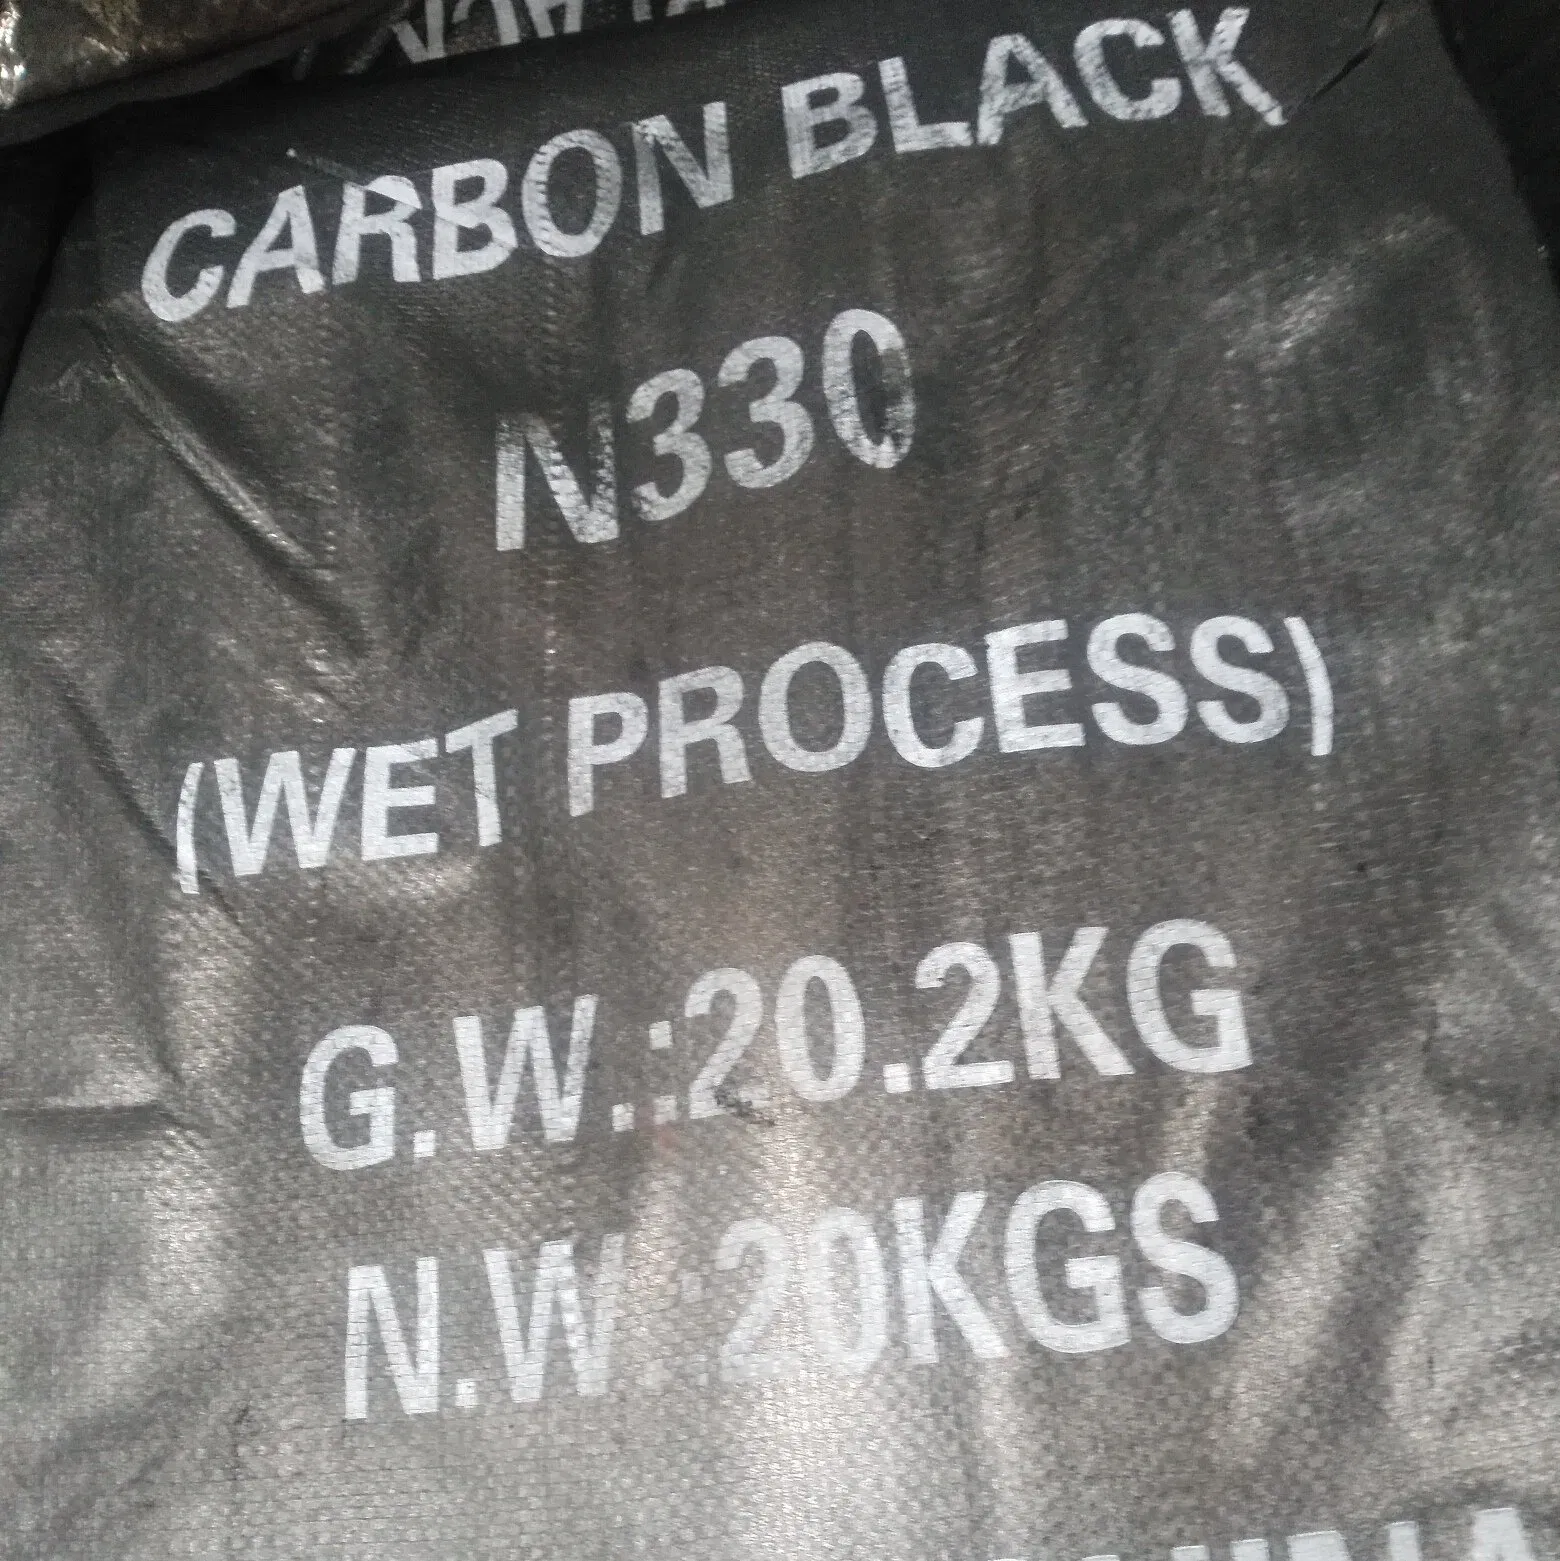 CARBON BLACK
N330
(WET PROCESS)
G.W.:20.2KG
N.W :20KGS